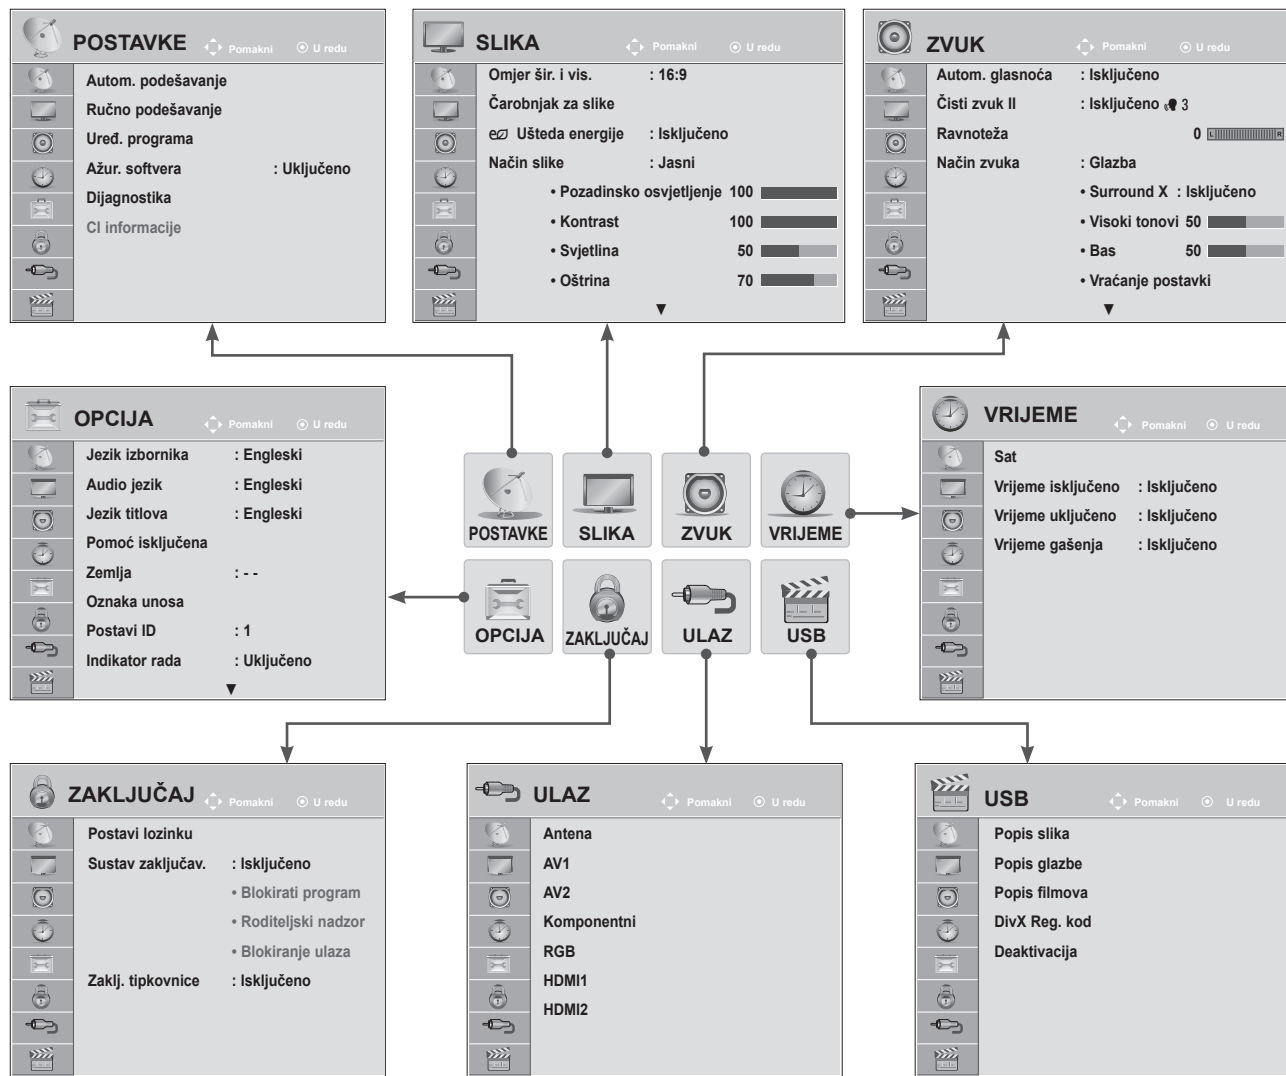 POSTAVKE Pomakni U redu
Autom. podešavanje
Ručno podešavanje
Uređ. programa
Ažur. softvera : Uključeno
Dijagnostika
CI informacije
SLIKA Pomakni U redu
Omjer šir. i vis. : 16:9
Čarobnjak za slike
e Ušteda energije : Isključeno
Način slike : Jasni
• Pozadinsko osvjetljenje 100
• Kontrast 100
• Svjetlina 50
• Oštrina 70
▼
ZVUK Pomakni U redu
Autom. glasnoća : Isključeno
Čisti zvuk II : Isključeno 3
Ravnoteža 0 L R
Način zvuka : Glazba
• Surround X : Isključeno
• Visoki tonovi 50
• Bas 50
• Vraćanje postavki
▼
OPCIJA Pomakni U redu
Jezik izbornika : Engleski
Audio jezik : Engleski
Jezik titlova : Engleski
Pomoć isključena
Zemlja : - -
Oznaka unosa
Postavi ID : 1
Indikator rada : Uključeno
▼
POSTAVKE SLIKA ZVUK VRIJEME
OPCIJA ZAKLJUČAJ ULAZ USB
VRIJEME Pomakni U redu
Sat
Vrijeme isključeno : Isključeno
Vrijeme uključeno : Isključeno
Vrijeme gašenja : Isključeno
ZAKLJUČAJ Pomakni U redu
Postavi lozinku
Sustav zaključav. : Isključeno
• Blokirati program
• Roditeljski nadzor
• Blokiranje ulaza
Zaklj. tipkovnice : Isključeno
ULAZ Pomakni U redu
Antena
AV1
AV2
Komponentni
RGB
HDMI1
HDMI2
USB Pomakni U redu
Popis slika
Popis glazbe
Popis filmova
DivX Reg. kod
Deaktivacija